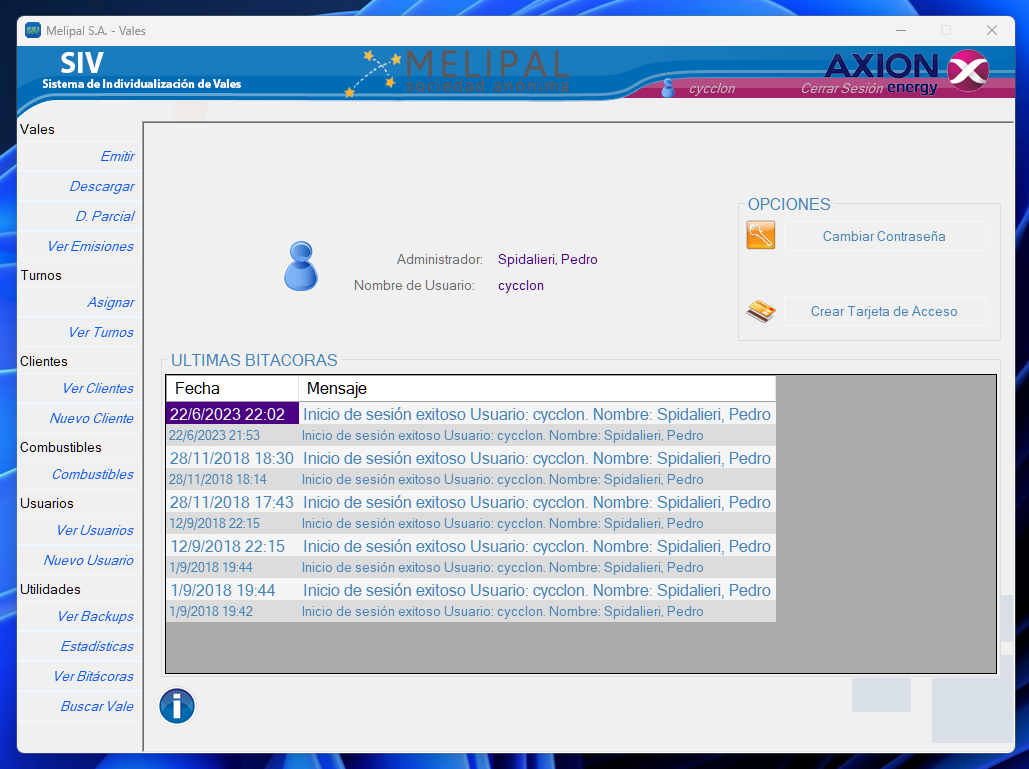 Melipal S.A. - Vales
SIV
Sistema de Individualización de Vales
MELIPAL
sociedad anónima
AXION
energy
cycclon
Cerrar Sesión
Vales
Emitir
Descargar
D. Parcial
Ver Emisiones
Turnos
Asignar
Ver Turnos
Clientes
Ver Clientes
Nuevo Cliente
Combustibles
Combustibles
Usuarios
Ver Usuarios
Nuevo Usuario
Utilidades
Ver Backups
Estadísticas
Ver Bitácoras
Buscar Vale
Administrador: Spidalieri, Pedro
Nombre de Usuario: cycclon
OPCIONES
Cambiar Contraseña
Crear Tarjeta de Acceso
ULTIMAS BITACORAS
Fecha Mensaje
22/6/2023 22:02 Inicio de sesión exitoso Usuario: cycclon. Nombre: Spidalieri, Pedro
22/6/2023 21:53 Inicio de sesión exitoso Usuario: cycclon. Nombre: Spidalieri, Pedro
28/11/2018 18:30 Inicio de sesión exitoso Usuario: cycclon. Nombre: Spidalieri, Pedro
28/11/2018 18:14 Inicio de sesión exitoso Usuario: cycclon. Nombre: Spidalieri, Pedro
28/11/2018 17:43 Inicio de sesión exitoso Usuario: cycclon. Nombre: Spidalieri, Pedro
12/9/2018 22:15 Inicio de sesión exitoso Usuario: cycclon. Nombre: Spidalieri, Pedro
12/9/2018 22:15 Inicio de sesión exitoso Usuario: cycclon. Nombre: Spidalieri, Pedro
1/9/2018 19:44 Inicio de sesión exitoso Usuario: cycclon. Nombre: Spidalieri, Pedro
1/9/2018 19:44 Inicio de sesión exitoso Usuario: cycclon. Nombre: Spidalieri, Pedro
1/9/2018 19:42 Inicio de sesión exitoso Usuario: cycclon. Nombre: Spidalieri, Pedro